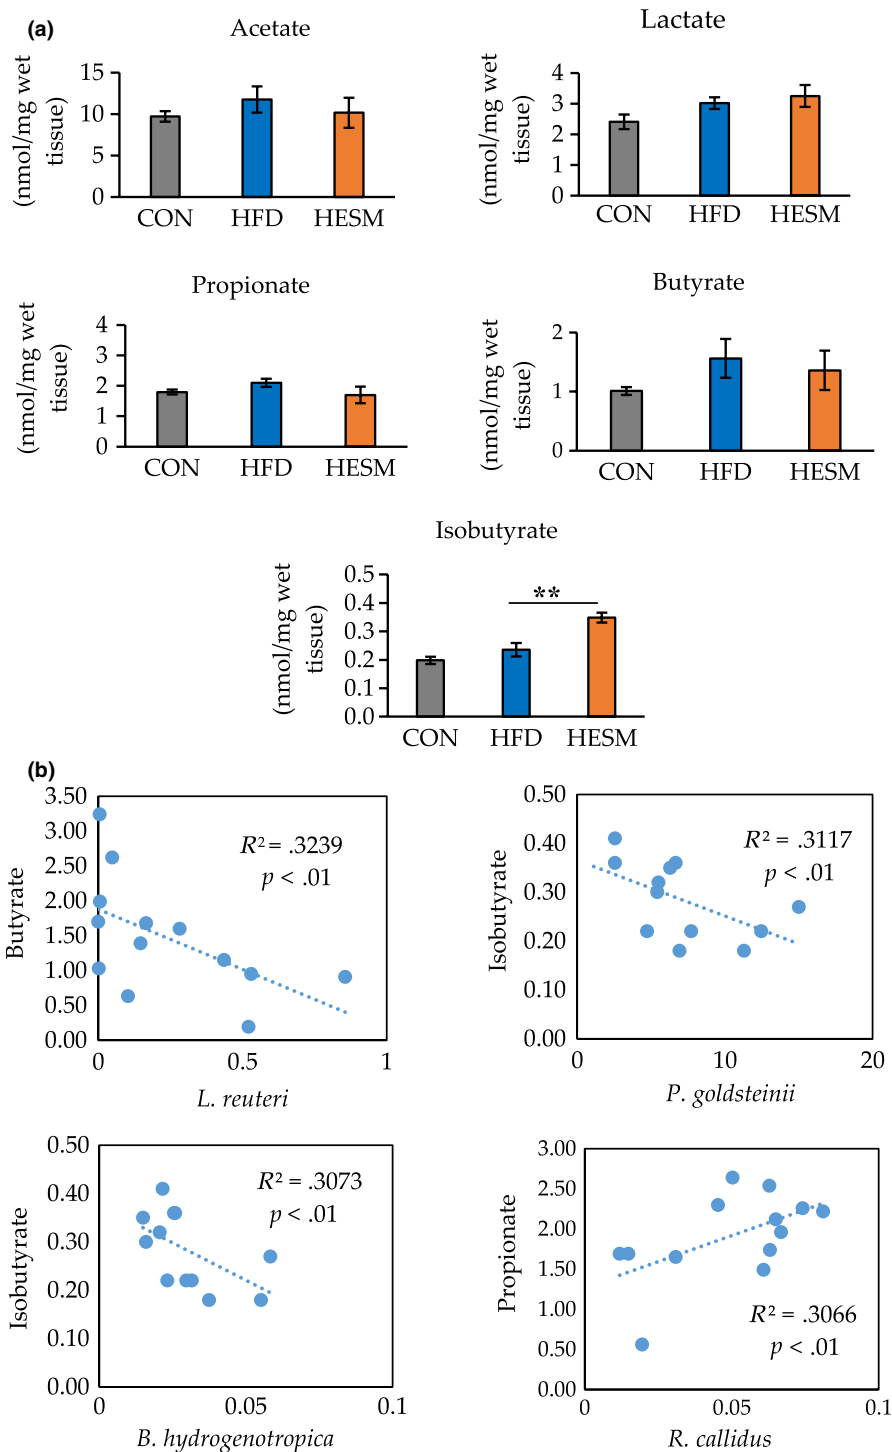 (a)
Acetate
(nmol/mg wet
tissue)
15
10
5
0
CON HFD HESM
Lactate
(nmol/mg wet
tissue)
4
3
2
1
0
CON HFD HESM
Propionate
(nmol/mg wet
tissue)
4
3
2
1
0
CON HFD HESM
Butyrate
(nmol/mg wet
tissue)
2
1
0
CON HFD HESM
Isobutyrate
(nmol/mg wet
tissue)
0.5
0.4
0.3
0.2
0.1
0.0
**
CON HFD HESM
(b)
Butyrate
3.50
3.00
2.50
2.00
1.50
1.00
0.50
0.00
R² = .3239
p < .01
0 0.5 1
L. reuteri
Isobutyrate
0.50
0.40
0.30
0.20
0.10
0.00
R² = .3117
p < .01
0 10 20
P. goldsteinii
Isobutyrate
0.50
0.40
0.30
0.20
0.10
0.00
R² = .3073
p < .01
0 0.05 0.1
B. hydrogenotropica
Propionate
3.00
2.50
2.00
1.50
1.00
0.50
0.00
R² = .3066
p < .01
0 0.05 0.1
R. callidus